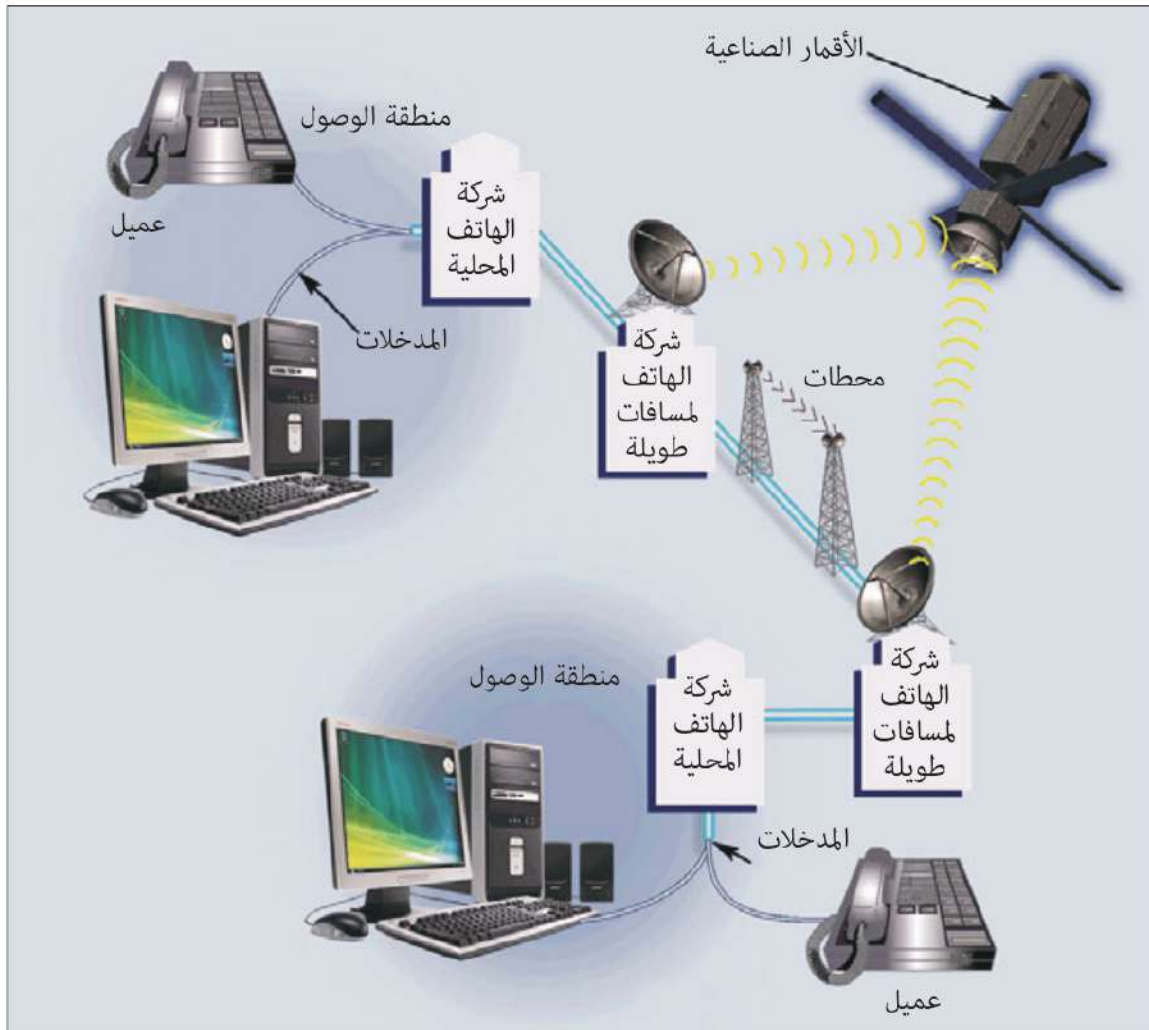 الأقمار الصناعية
منطقة الوصول
شركة
الهاتف
المحلية
عميل
المدخلات
شركة
الهاتف
لمسافات
طويلة
محطات
منطقة الوصول
شركة
الهاتف
المحلية
شركة
الهاتف
لمسافات
طويلة
المدخلات
عميل